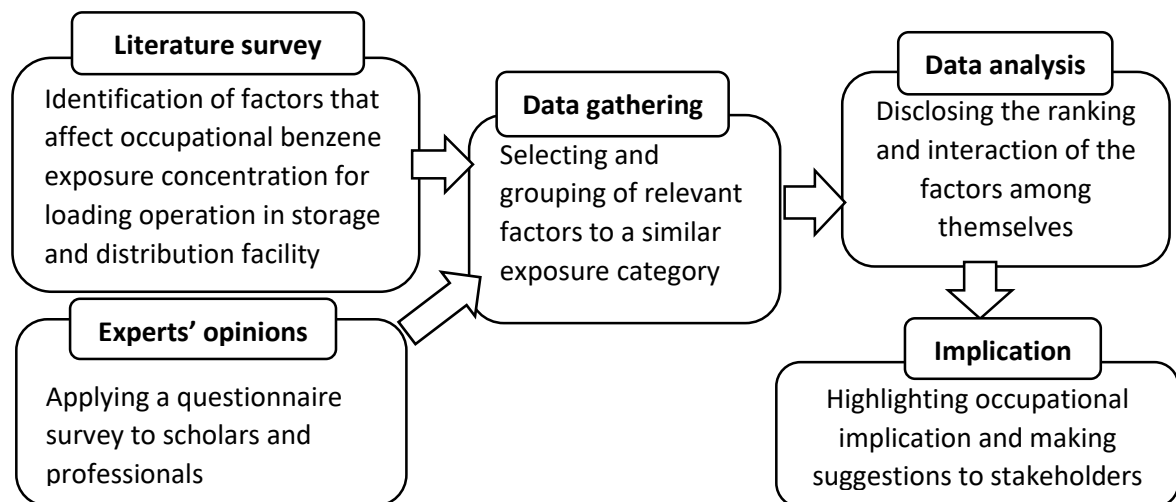 Literature survey
Identification of factors that
affect occupational benzene
exposure concentration for
loading operation in storage
and distribution facility
Experts’ opinions
Applying a questionnaire
survey to scholars and
professionals
Data gathering
Selecting and
grouping of relevant
factors to a similar
exposure category
Data analysis
Disclosing the ranking
and interaction of the
factors among
themselves
Implication
Highlighting occupational
implication and making
suggestions to stakeholders